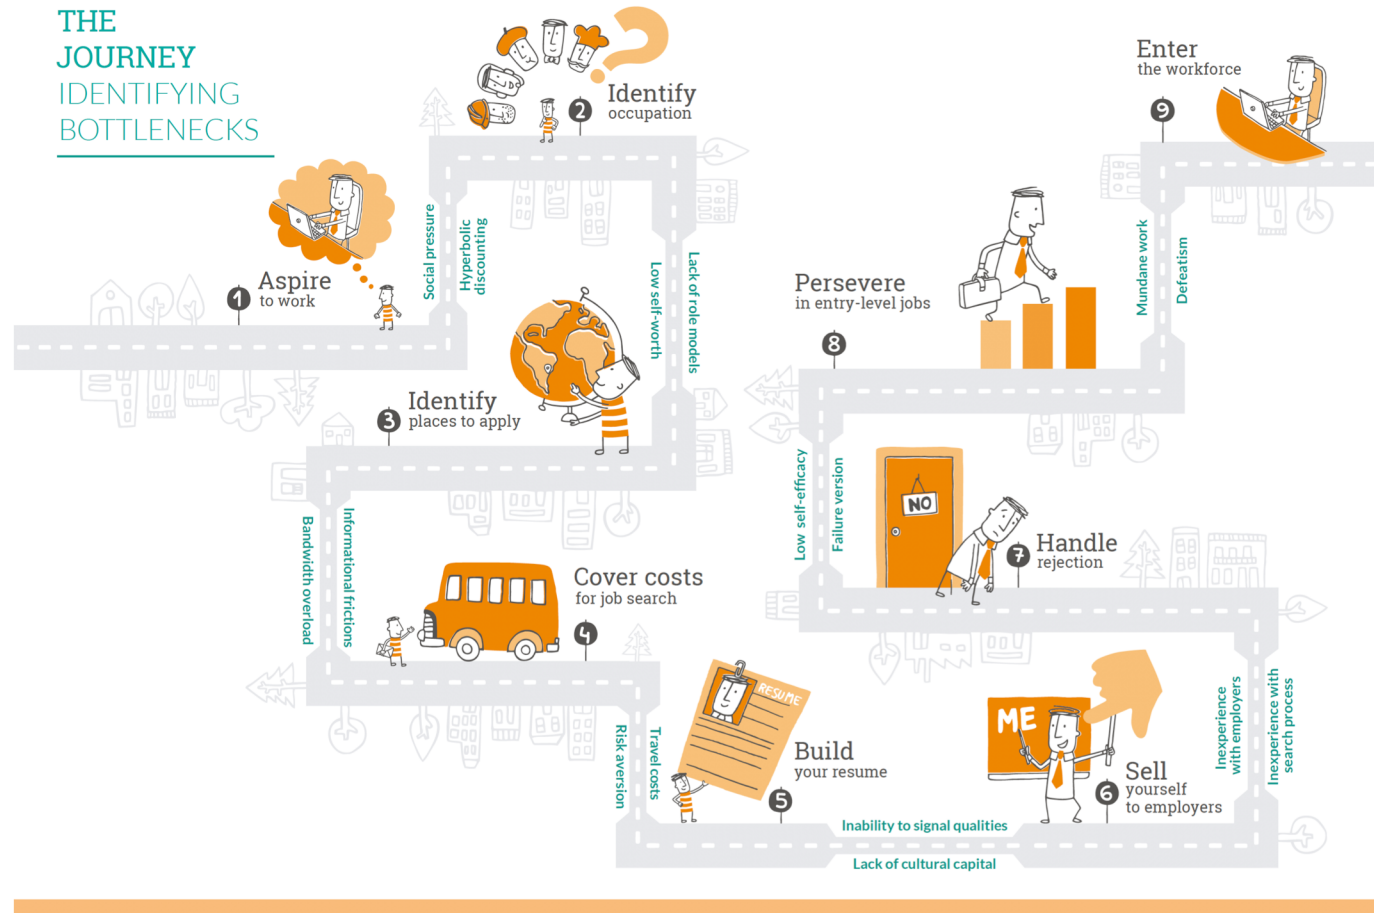 THE
JOURNEY
IDENTIFYING
BOTTLENECKS
1
Aspire
to work
Social pressure
Hyperbolic
discounting
2
Identify
occupation
Low self-worth
Lack of role models
3
Identify
places to apply
Bandwidth overload
Informational frictions
4
Cover costs
for job search
Risk aversion
Travel costs
5
Build
your resume
RESUME
Inability to signal qualities
Lack of cultural capital
6
Sell
yourself
to employers
ME
Inexperience
with employers
Inexperience with
search process
7
Handle
rejection
NO
Low self-efficacy
Failure version
8
Persevere
in entry-level jobs
Mundane work
Defeatism
9
Enter
the workforce